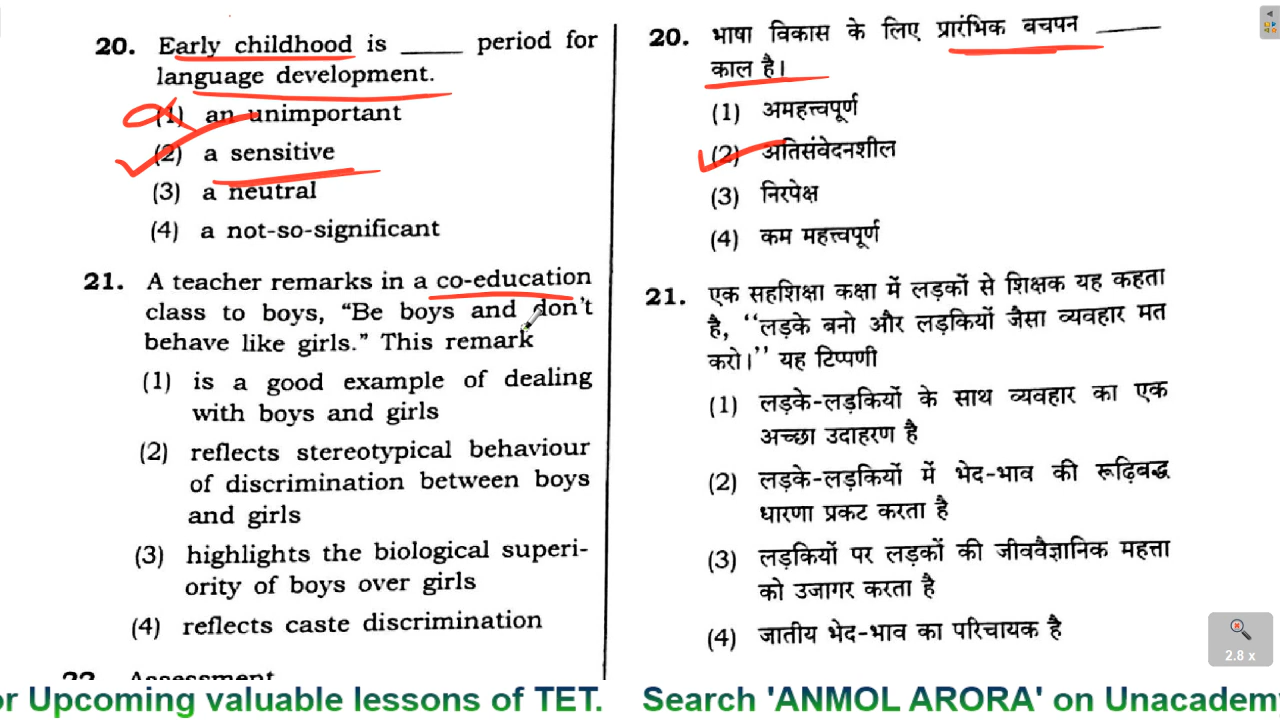 20. Early childhood is ____ period for
language development.
(1) an unimportant
(2) a sensitive
(3) a neutral
(4) a not-so-significant
21. A teacher remarks in a co-education
class to boys, “Be boys and don't
behave like girls.” This remark
(1) is a good example of dealing
with boys and girls
(2) reflects stereotypical behaviour
of discrimination between boys
and girls
(3) highlights the biological superi-
ority of boys over girls
(4) reflects caste discrimination
20. भाषा विकास के लिए प्रारंभिक बचपन ____
काल है।
(1) अमहत्त्वपूर्ण
(2) अतिसंवेदनशील
(3) निरपेक्ष
(4) कम महत्त्वपूर्ण
21. एक सहशिक्षा कक्षा में लड़कों से शिक्षक यह कहता
है, ‘‘लड़के बनो और लड़कियों जैसा व्यवहार मत
करो।’’ यह टिप्पणी
(1) लड़के-लड़कियों के साथ व्यवहार का एक
अच्छा उदाहरण है
(2) लड़के-लड़कियों में भेद-भाव की रूढ़िबद्ध
धारणा प्रकट करता है
(3) लड़कियों पर लड़कों की जीववैज्ञानिक महत्ता
को उजागर करता है
(4) जातीय भेद-भाव का परिचायक है
2.8 x
or Upcoming valuable lessons of TET. Search 'ANMOL ARORA' on Unacademy